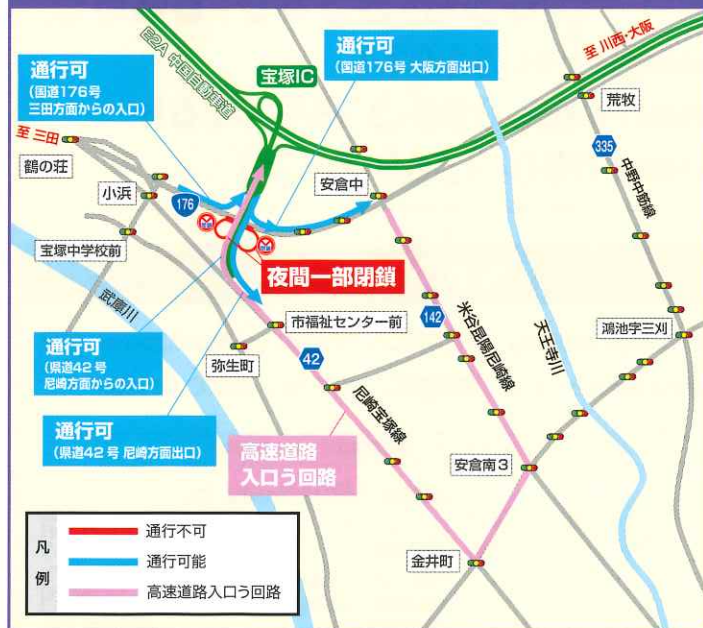 至 川西・大阪
通行可
(国道176号
三田方面からの入口)
E2A 中国自動車道
宝塚IC
通行可
(国道176号 大阪方面出口)
荒牧
至 三田
鶴の荘
小浜
176
安倉中
335
中野中筋線
宝塚中学校前
夜間一部閉鎖
武庫川
市福祉センター前
142
米谷昆陽尼崎線
天王寺川
鴻池字三刈
通行可
(県道42号
尼崎方面からの入口)
弥生町
42
尼崎宝塚線
通行可
(県道42号 尼崎方面出口)
高速道路
入口う回路
安倉南3
金井町
凡例
通行不可
通行可能
高速道路入口う回路